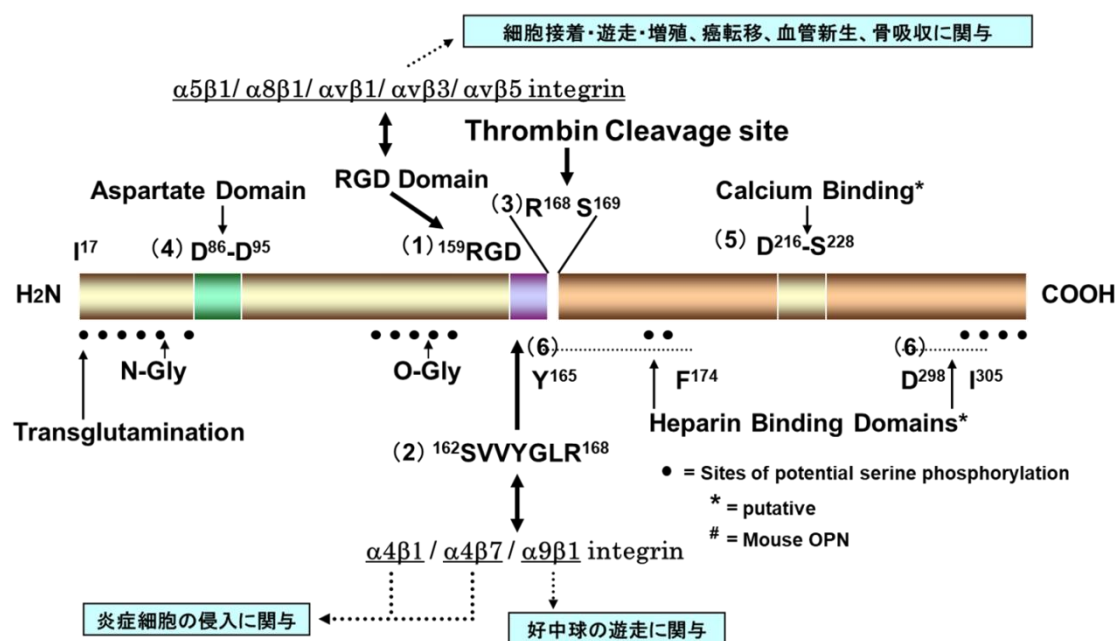 細胞接着・遊走・増殖、癌転移、血管新生、骨吸収に関与
α5β1/ α8β1/ αvβ1/ αvβ3/ αvβ5 integrin
Thrombin Cleavage site
Aspartate Domain
RGD Domain
Calcium Binding*
(3) R168 S169
I17
(4) D86-D95
(1) 159RGD
(5) D216-S228
H2N
COOH
N-Gly
O-Gly
(6)
Y165
F174
(6)
D298
I305
Transglutamination
Heparin Binding Domains*
(2) 162SVVYGLR168
● = Sites of potential serine phosphorylation
* = putative
# = Mouse OPN
α4β1 / α4β7 / α9β1 integrin
炎症細胞の侵入に関与
好中球の遊走に関与